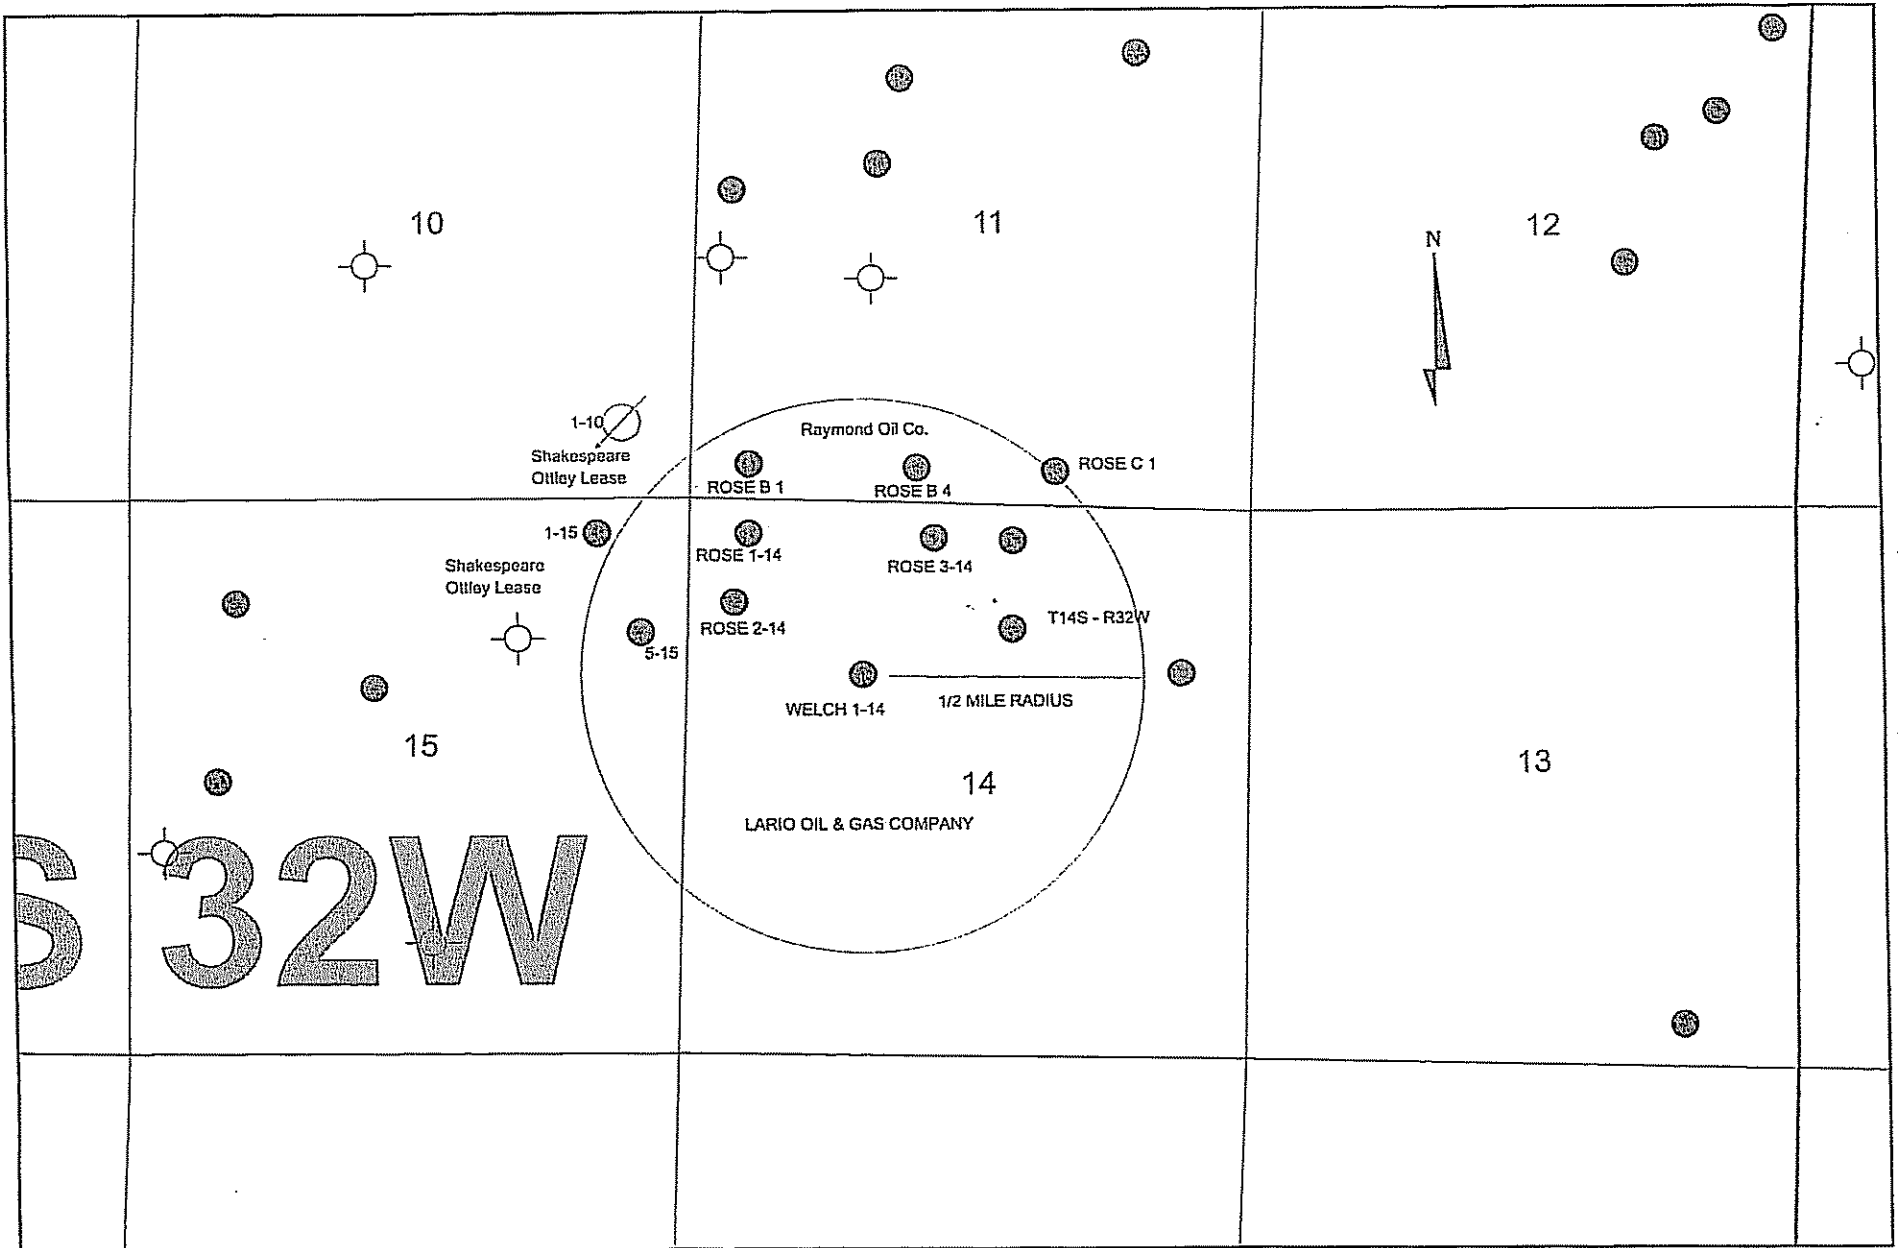 10
11
12
N
1-10
Shakespeare
Ottley Lease
Raymond Oil Co.
ROSE B 1
ROSE B 4
ROSE C 1
1-15
Shakespeare
Ottley Lease
ROSE 1-14
ROSE 3-14
ROSE 2-14
T14S - R32W
5-15
WELCH 1-14
1/2 MILE RADIUS
15
14
13
LARIO OIL & GAS COMPANY
S 32W